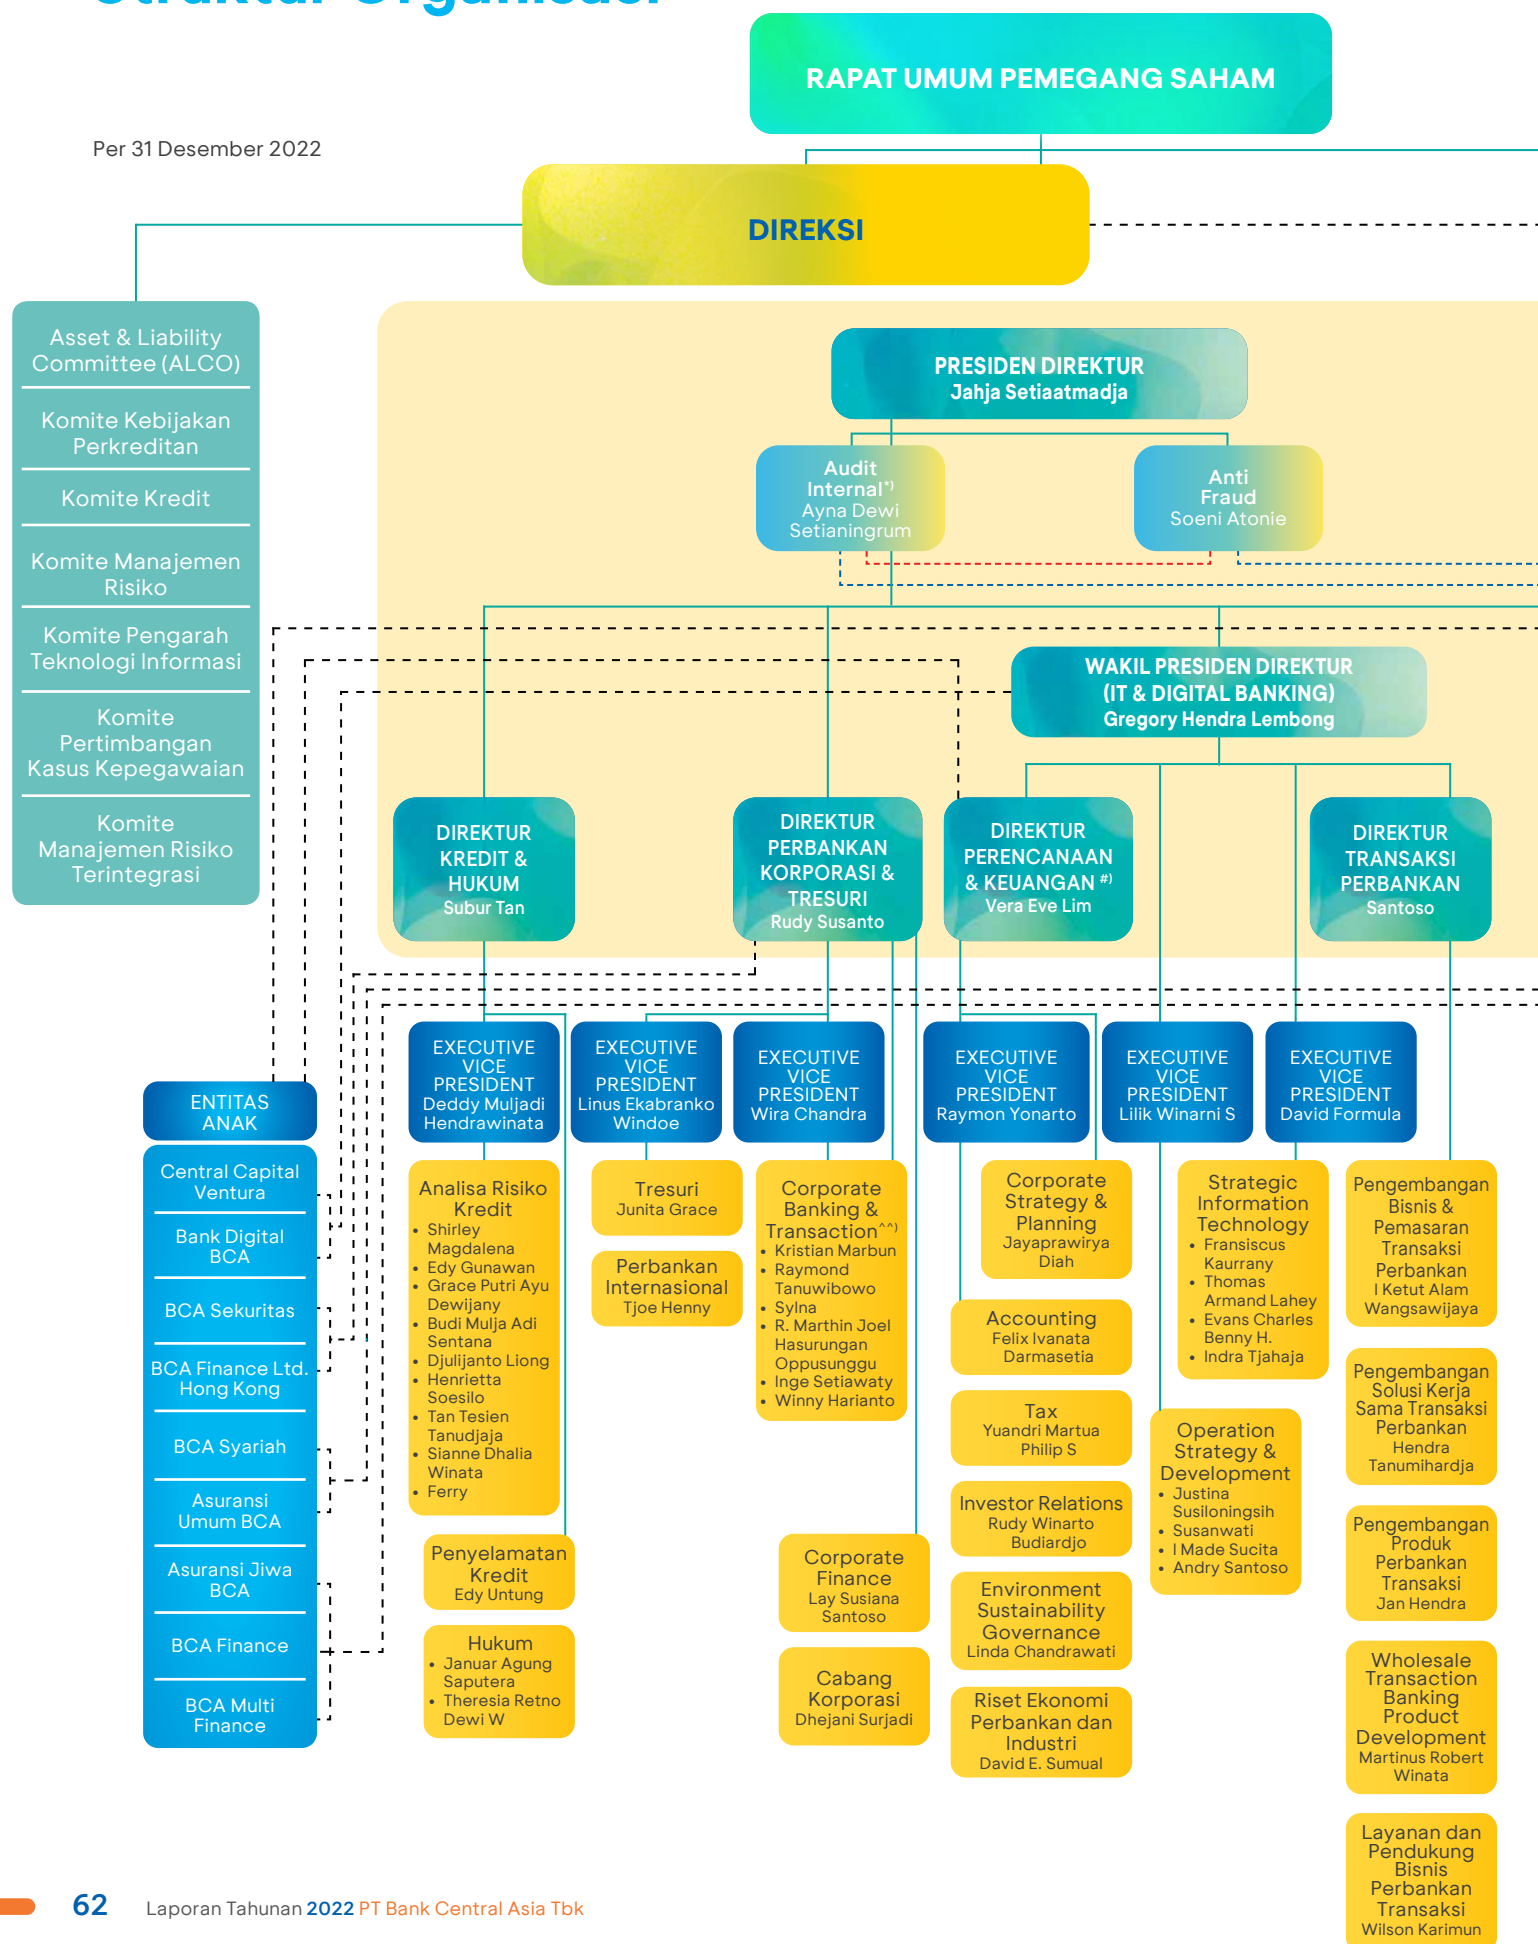 Struktur Organisasi
RAPAT UMUM PEMEGANG SAHAM
Per 31 Desember 2022
DIREKSI
Asset & Liability
Committee (ALCO)
Komite Kebijakan
Perkreditan
Komite Kredit
Komite Manajemen
Risiko
Komite Pengarah
Teknologi Informasi
Komite
Pertimbangan
Kasus Kepegawaian
Komite
Manajemen Risiko
Terintegrasi
PRESIDEN DIREKTUR
Jahja Setiaatmadja
Audit
Internal*)
Ayna Dewi
Setianingrum
Anti
Fraud
Soeni Atonie
WAKIL PRESIDEN DIREKTUR
(IT & DIGITAL BANKING)
Gregory Hendra Lembong
DIREKTUR
KREDIT &
HUKUM
Subur Tan
DIREKTUR
PERBANKAN
KORPORASI &
TRESURI
Rudy Susanto
DIREKTUR
PERENCANAAN
& KEUANGAN #)
Vera Eve Lim
DIREKTUR
TRANSAKSI
PERBANKAN
Santoso
EXECUTIVE
VICE
PRESIDENT
Deddy Muljadi
Hendrawinata
EXECUTIVE
VICE
PRESIDENT
Linus Ekabranko
Windoe
EXECUTIVE
VICE
PRESIDENT
Wira Chandra
EXECUTIVE
VICE
PRESIDENT
Raymon Yonarto
EXECUTIVE
VICE
PRESIDENT
Lilik Winarni S
EXECUTIVE
VICE
PRESIDENT
David Formula
ENTITAS
ANAK
Central Capital
Ventura
Bank Digital
BCA
BCA Sekuritas
BCA Finance Ltd.
Hong Kong
BCA Syariah
Asuransi
Umum BCA
Asuransi Jiwa
BCA
BCA Finance
BCA Multi
Finance
Analisa Risiko
Kredit
• Shirley
Magdalena
• Edy Gunawan
• Grace Putri Ayu
Dewijany
• Budi Mulja Adi
Sentana
• Djulijanto Liong
• Henrietta
Soesilo
• Tan Tesien
Tanudjaja
• Sianne Dhalia
Winata
• Ferry
Penyelamatan
Kredit
Edy Untung
Hukum
• Januar Agung
Saputera
• Theresia Retno
Dewi W
Tresuri
Junita Grace
Perbankan
Internasional
Tjoe Henny
Corporate
Banking &
Transaction^^)
• Kristian Marbun
• Raymond
Tanuwibowo
• Sylna
• R. Marthin Joel
Hasurungan
Oppusunggu
• Inge Setiawaty
• Winny Harianto
Corporate
Finance
Lay Susiana
Santoso
Cabang
Korporasi
Dhejani Surjadi
Corporate
Strategy &
Planning
Jayaprawirya
Diah
Accounting
Felix Ivanata
Darmasetia
Tax
Yuandri Martua
Philip S
Investor Relations
Rudy Winarto
Budiardjo
Environment
Sustainability
Governance
Linda Chandrawati
Riset Ekonomi
Perbankan dan
Industri
David E. Sumual
Strategic
Information
Technology
• Fransiscus
Kaurrany
• Thomas
Armand Lahey
• Evans Charles
Benny H.
• Indra Tjahaja
Operation
Strategy &
Development
• Justina
Susiloningsih
• Susanwati
• I Made Sucita
• Andry Santoso
Pengembangan
Bisnis &
Pemasaran
Transaksi
Perbankan
I Ketut Alam
Wangsawijaya
Pengembangan
Solusi Kerja
Sama Transaksi
Perbankan
Hendra
Tanumihardja
Pengembangan
Produk
Perbankan
Transaksi
Jan Hendra
Wholesale
Transaction
Banking
Product
Development
Martinus Robert
Winata
Layanan dan
Pendukung
Bisnis
Perbankan
Transaksi
Wilson Karimun
62 Laporan Tahunan 2022 PT Bank Central Asia Tbk